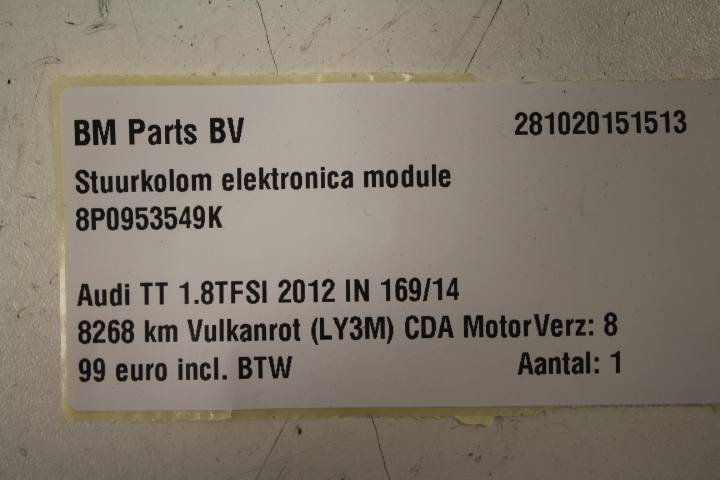 BM Parts BV 281020151513
Stuurkolom elektronica module
8P0953549K
Audi TT 1.8TFSI 2012 IN 169/14
8268 km Vulkanrot (LY3M) CDA MotorVerz: 8
99 euro incl. BTW Aantal: 1